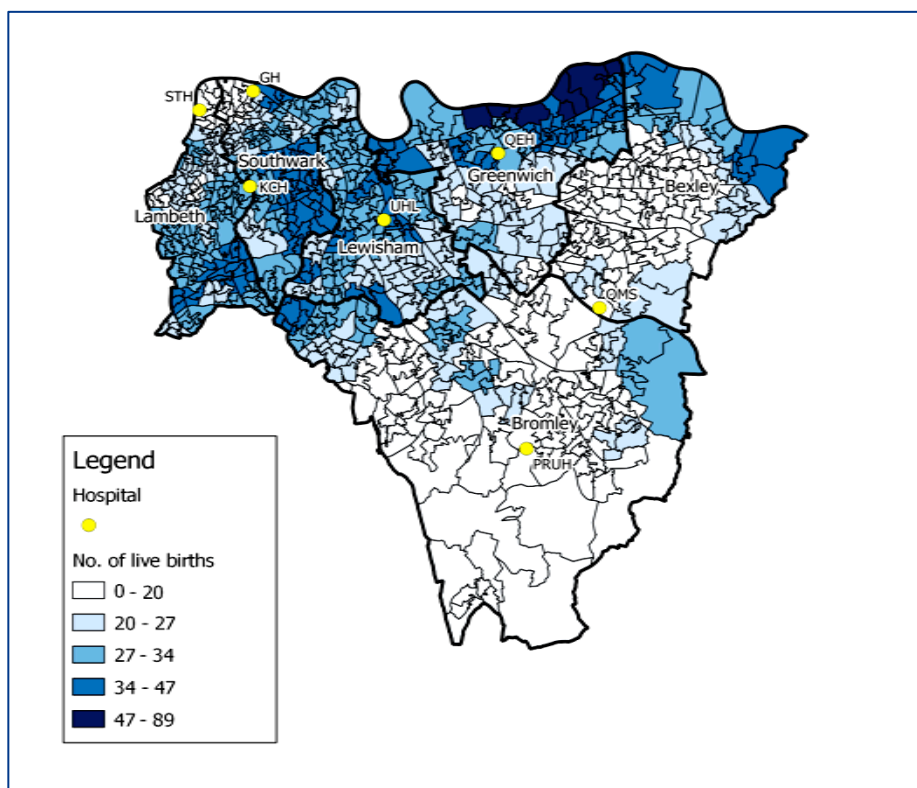 GH
STH
QEH
Southwark
Greenwich
KCH
Bexley
Lambeth
UHL
Lewisham
QMS
Bromley
PRUH
Legend
Hospital
No. of live births
0 - 20
20 - 27
27 - 34
34 - 47
47 - 89